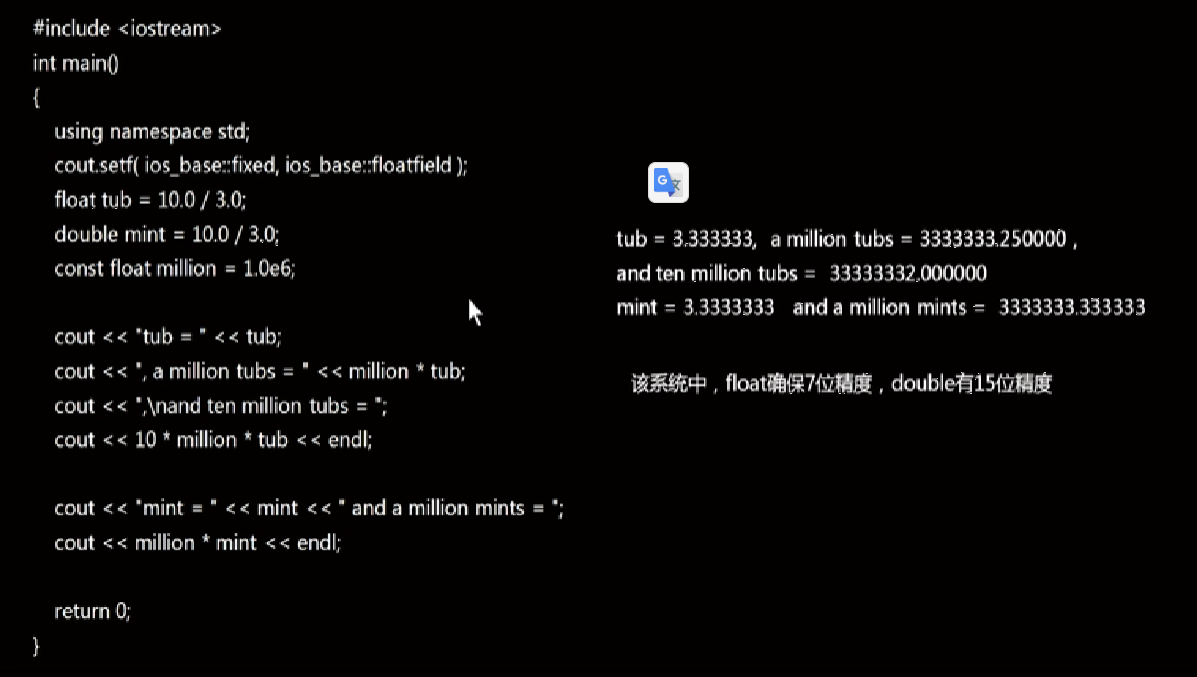 #include <iostream>
int main()
{
using namespace std;
cout.setf( ios_base::fixed, ios_base::floatfield );
float tub = 10.0 / 3.0;
double mint = 10.0 / 3.0;
const float million = 1.0e6;
cout << "tub = " << tub;
cout << ", a million tubs = " << million * tub;
cout << ",\nand ten million tubs = ";
cout << 10 * million * tub << endl;
cout << "mint = " << mint << " and a million mints = ";
cout << million * mint << endl;
return 0;
}
G 文
tub = 3.333333, a million tubs = 3333333.250000 ,
and ten million tubs = 33333332.000000
mint = 3.3333333 and a million mints = 3333333.333333
该系统中，float确保7位精度，double有15位精度